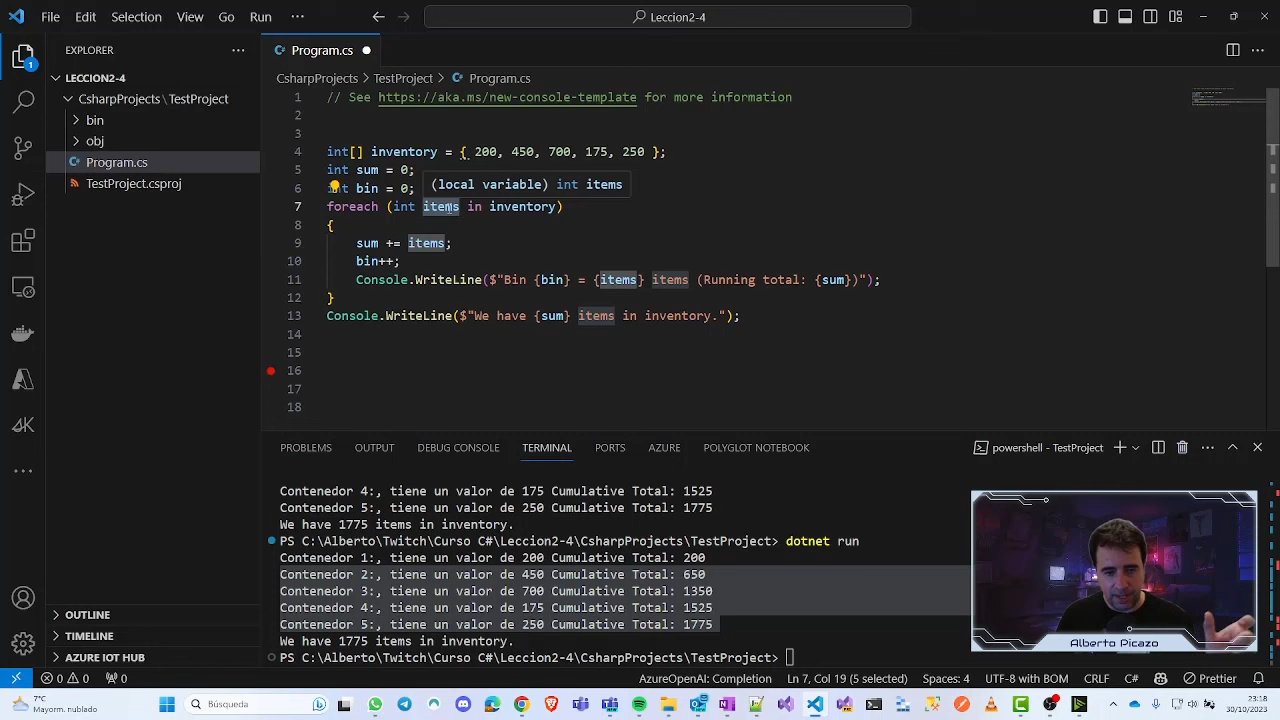 File Edit Selection View Go Run ··· Leccion2-4
EXPLORER ···
LECCION2-4
CsharpProjects \ TestProject
bin
obj
Program.cs
TestProject.csproj
OUTLINE
TIMELINE
AZURE IOT HUB
1
Program.cs
CsharpProjects > TestProject > Program.cs
1 // See https://aka.ms/new-console-template for more information
2
3
4 int[] inventory = { 200, 450, 700, 175, 250 };
5 int sum = 0;
6 int bin = 0;
(local variable) int items
7 foreach (int items in inventory)
8 {
9 sum += items;
10 bin++;
11 Console.WriteLine($"Bin {bin} = {items} items (Running total: {sum})");
12 }
13 Console.WriteLine($"We have {sum} items in inventory.");
14
15
16
17
18
PROBLEMS OUTPUT DEBUG CONSOLE TERMINAL PORTS AZURE POLYGLOT NOTEBOOK powershell - TestProject
Contenedor 4:, tiene un valor de 175 Cumulative Total: 1525
Contenedor 5:, tiene un valor de 250 Cumulative Total: 1775
We have 1775 items in inventory.
PS C:\Alberto\Twitch\Curso C#\Leccion2-4\CsharpProjects\TestProject> dotnet run
Contenedor 1:, tiene un valor de 200 Cumulative Total: 200
Contenedor 2:, tiene un valor de 450 Cumulative Total: 650
Contenedor 3:, tiene un valor de 700 Cumulative Total: 1350
Contenedor 4:, tiene un valor de 175 Cumulative Total: 1525
Contenedor 5:, tiene un valor de 250 Cumulative Total: 1775
We have 1775 items in inventory.
PS C:\Alberto\Twitch\Curso C#\Leccion2-4\CsharpProjects\TestProject>
Alberto Picazo
0 0 0 AzureOpenAI: Completion Ln 7, Col 19 (5 selected) Spaces: 4 UTF-8 with BOM CRLF C# Prettier
7°C
Mayorm. nublado
Búsqueda
23:18
30/10/2023